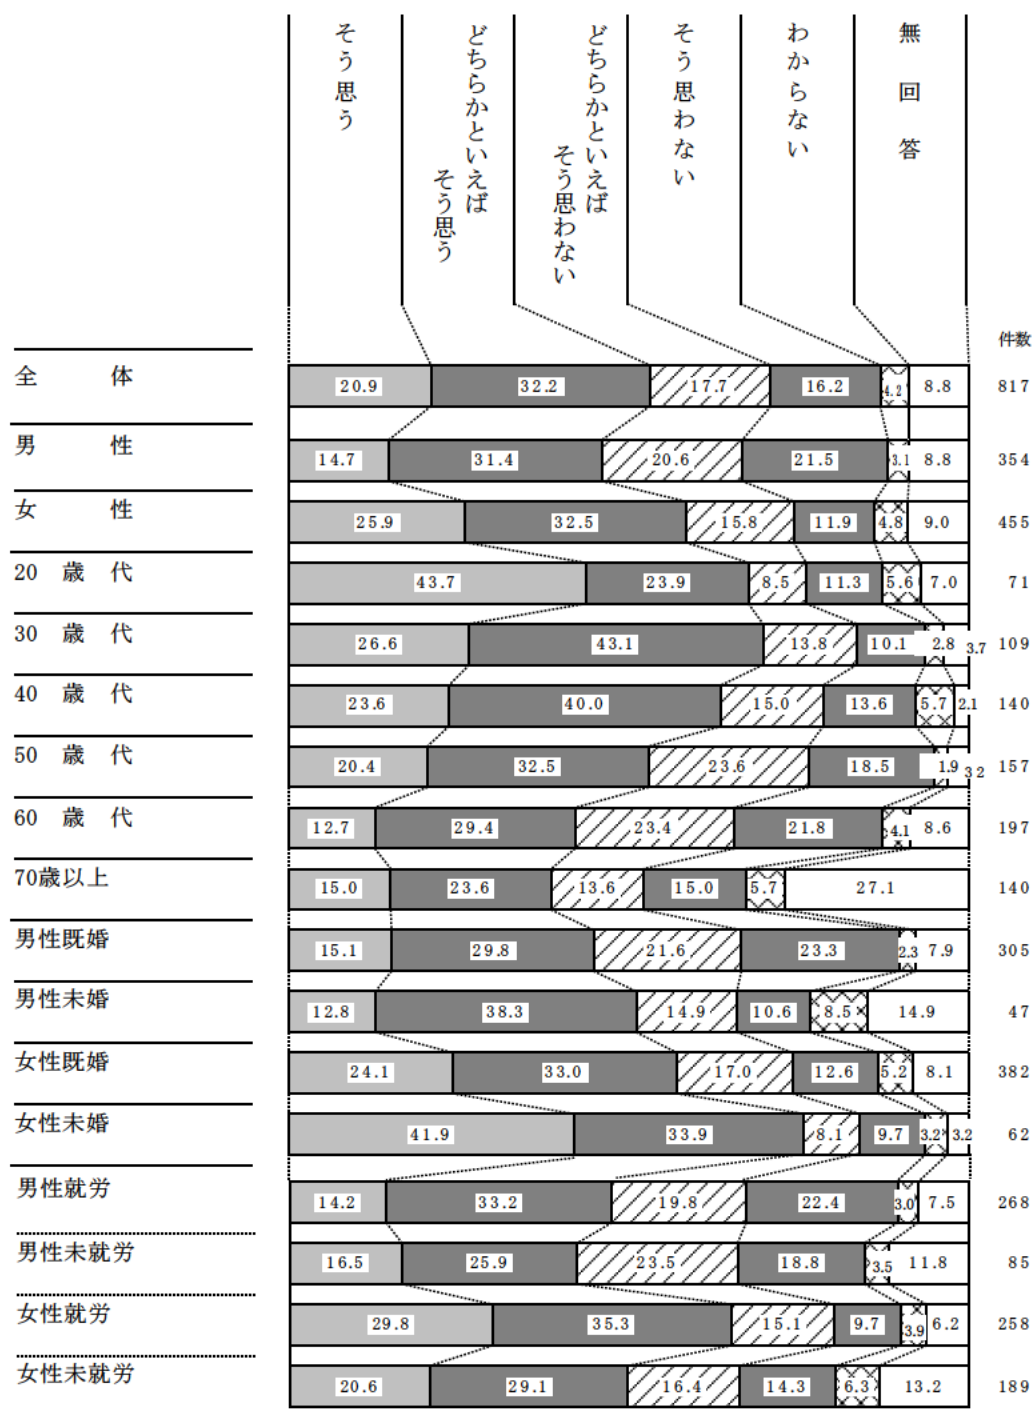 そう思う
どちらかといえば
そう思う
どちらかといえば
そう思わない
そう思わない
わからない
無回答
件数
全体 20.9 32.2 17.7 16.2 4.2 8.8 817
男性 14.7 31.4 20.6 21.5 3.1 8.8 354
女性 25.9 32.5 15.8 11.9 4.8 9.0 455
20歳代 43.7 23.9 8.5 11.3 5.6 7.0 71
30歳代 26.6 43.1 13.8 10.1 2.8 3.7 109
40歳代 23.6 40.0 15.0 13.6 5.7 2.1 140
50歳代 20.4 32.5 23.6 18.5 1.9 3.2 157
60歳代 12.7 29.4 23.4 21.8 4.1 8.6 197
70歳以上 15.0 23.6 13.6 15.0 5.7 27.1 140
男性既婚 15.1 29.8 21.6 23.3 2.3 7.9 305
男性未婚 12.8 38.3 14.9 10.6 8.5 14.9 47
女性既婚 24.1 33.0 17.0 12.6 5.2 8.1 382
女性未婚 41.9 33.9 8.1 9.7 3.2 3.2 62
男性就労 14.2 33.2 19.8 22.4 3.0 7.5 268
男性未就労 16.5 25.9 23.5 18.8 3.5 11.8 85
女性就労 29.8 35.3 15.1 9.7 3.9 6.2 258
女性未就労 20.6 29.1 16.4 14.3 6.3 13.2 189